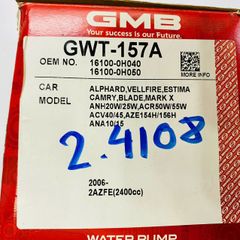 GMB
Your Success is Our Future.
GWT-157A
OEM NO. 16100-0H040
16100-0H050
CAR ALPHARD,VELLFIRE,ESTIMA
MODEL CAMRY,BLADE,MARK X
ANH20W/25W,ACR50W/55W
ACV40/45,AZE154H/156H
ANA10/15
2.4108
2006-
2AZFE(2400cc)
WATER PUMP